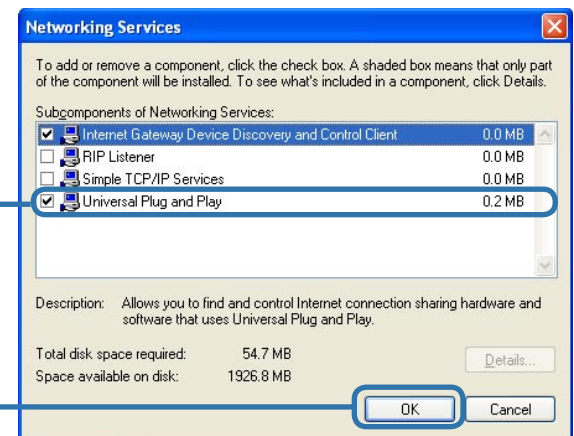 Networking Services
To add or remove a component, click the check box. A shaded box means that only part
of the component will be installed. To see what's included in a component, click Details.
Subcomponents of Networking Services:
Internet Gateway Device Discovery and Control Client 0.0 MB
RIP Listener 0.0 MB
Simple TCP/IP Services 0.0 MB
Universal Plug and Play 0.2 MB
Description: Allows you to find and control Internet connection sharing hardware and
software that uses Universal Plug and Play.
Total disk space required: 54.7 MB
Details...
Space available on disk: 1926.8 MB
OK Cancel